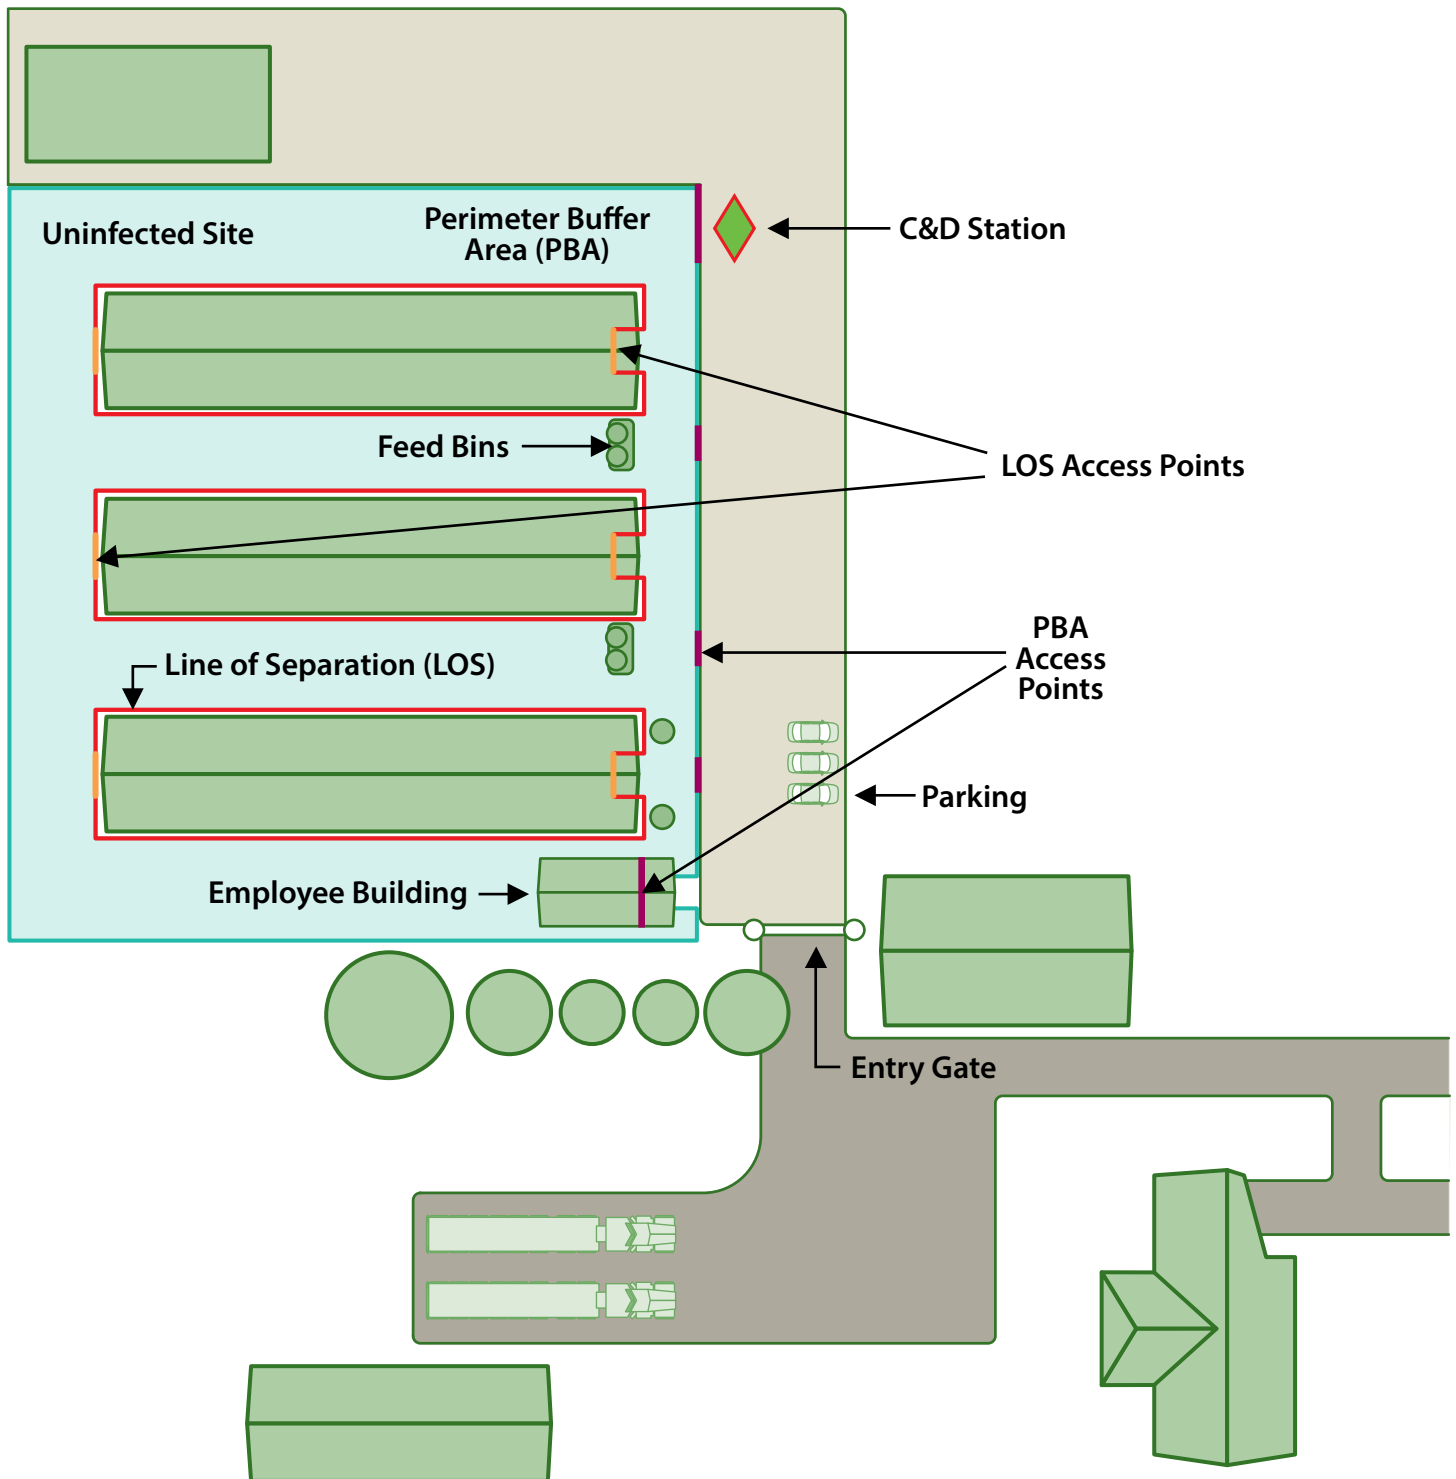 Uninfected Site
Perimeter Buffer
Area (PBA)
C&D Station
Feed Bins
LOS Access Points
PBA
Access
Points
Line of Separation (LOS)
Parking
Employee Building
Entry Gate